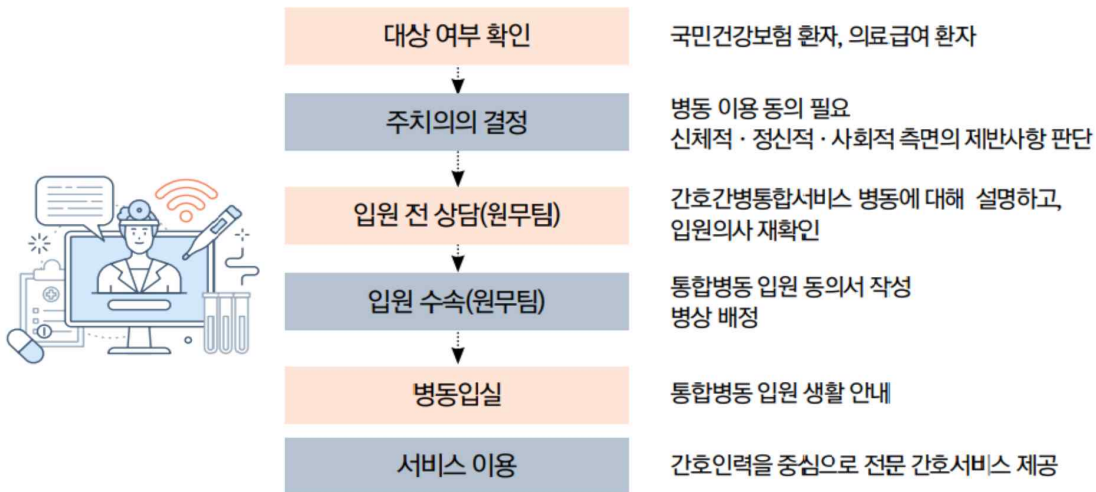 대상 여부 확인
국민건강보험 환자, 의료급여 환자
주치의의 결정
병동 이용 동의 필요
신체적 · 정신적 · 사회적 측면의 제반사항 판단
입원 전 상담(원무팀)
간호간병통합서비스 병동에 대해 설명하고,
입원의사 재확인
입원 수속(원무팀)
통합병동 입원 동의서 작성
병상 배정
병동입실
통합병동 입원 생활 안내
서비스 이용
간호인력을 중심으로 전문 간호서비스 제공